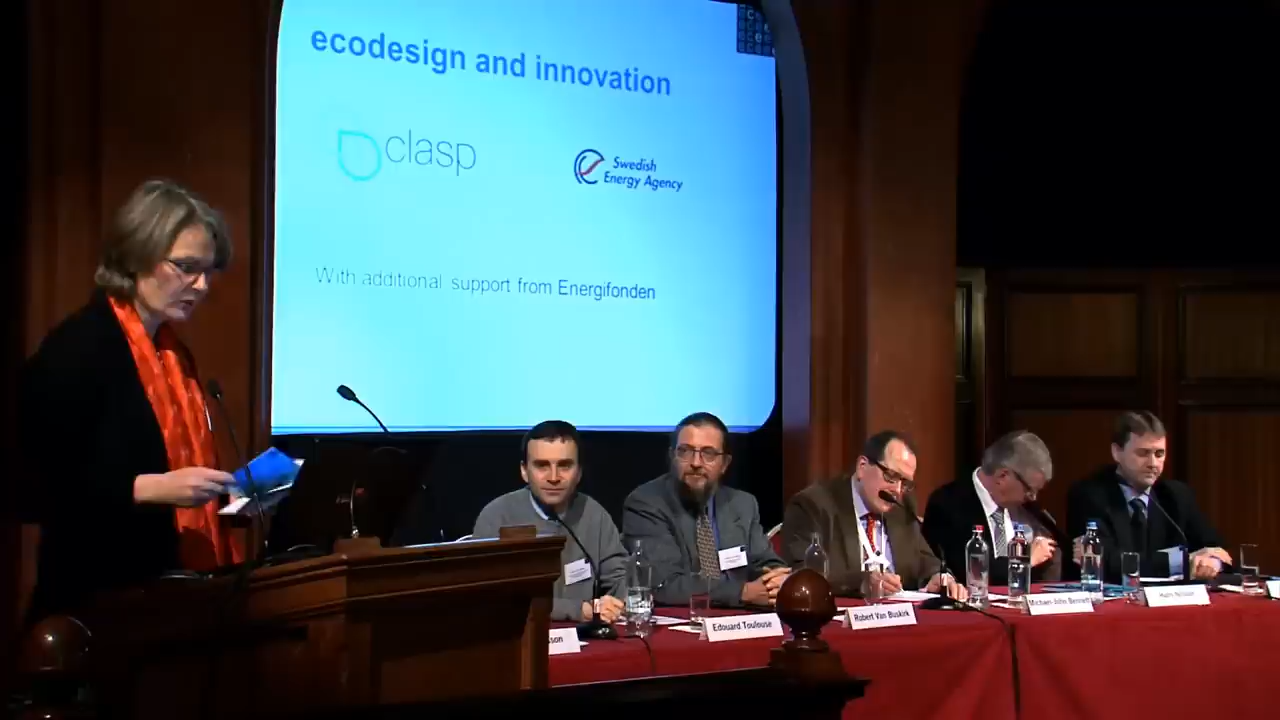 ecodesign and innovation
clasp
Swedish
Energy Agency
With additional support from Energifonden
sson
Edouard Toulouse
Robert Van Buskirk
Michael-John Bennett